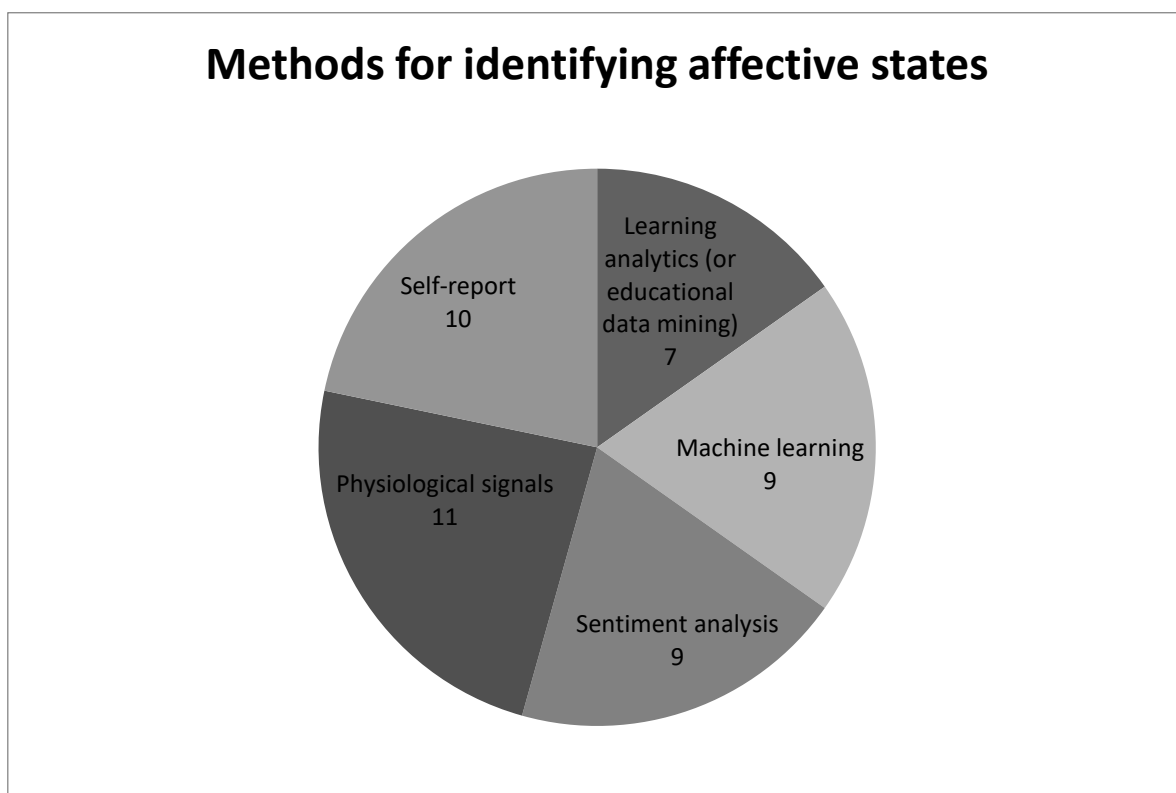 Methods for identifying affective states
Learning
analytics (or
educational
data mining)
7
Machine learning
9
Sentiment analysis
9
Physiological signals
11
Self-report
10